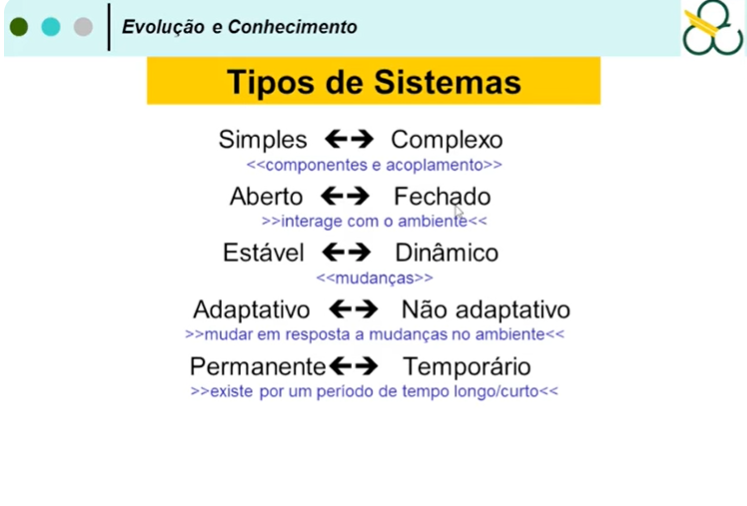 Evolução e Conhecimento
Tipos de Sistemas
Simples ↔ Complexo
<<componentes e acoplamento>>
Aberto ↔ Fechado
>>interage com o ambiente<<
Estável ↔ Dinâmico
<<mudanças>>
Adaptativo ↔ Não adaptativo
>>mudar em resposta a mudanças no ambiente<<
Permanente ↔ Temporário
>>existe por um período de tempo longo/curto<<